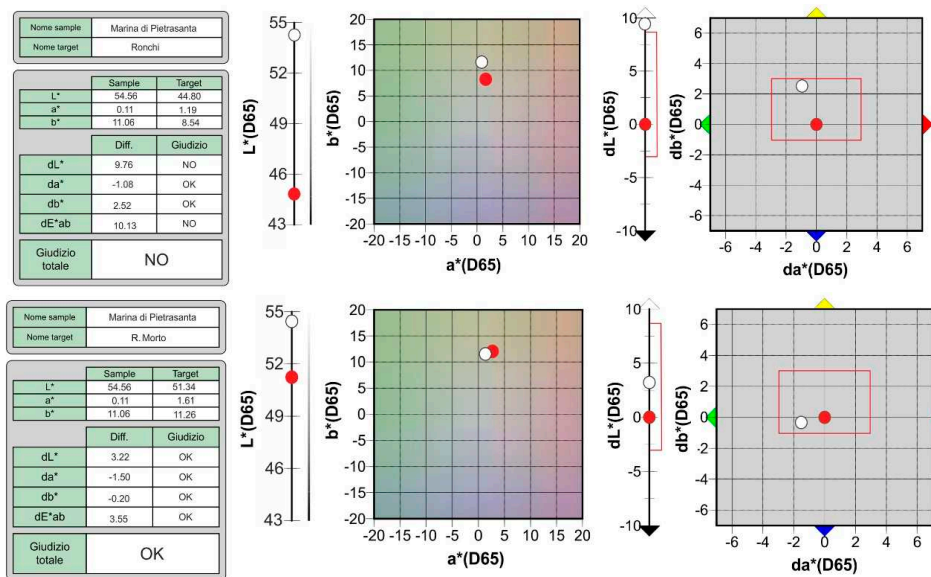 Nome sample Marina di Pietrasanta
Nome target Ronchi
Sample Target
L* 54.56 44.80
a* 0.11 1.19
b* 11.06 8.54
Diff. Giudizio
dL* 9.76 NO
da* -1.08 OK
db* 2.52 OK
dE*ab 10.13 NO
Giudizio totale NO
55
52
49
46
43
L*(D65)
20
15
10
5
0
-5
-10
-15
-20
b*(D65)
-20 -15 -10 -5 0 5 10 15 20
a*(D65)
10
5
0
-5
-10
dL*(D65)
6
4
2
0
-2
-4
-6
db*(D65)
-6 -4 -2 0 2 4 6
da*(D65)
Nome sample Marina di Pietrasanta
Nome target R. Morto
Sample Target
L* 54.56 51.34
a* 0.11 1.61
b* 11.06 11.26
Diff. Giudizio
dL* 3.22 OK
da* -1.50 OK
db* -0.20 OK
dE*ab 3.55 OK
Giudizio totale OK
55
52
49
46
43
L*(D65)
20
15
10
5
0
-5
-10
-15
-20
b*(D65)
-20 -15 -10 -5 0 5 10 15 20
a*(D65)
10
5
0
-5
-10
dL*(D65)
6
4
2
0
-2
-4
-6
db*(D65)
-6 -4 -2 0 2 4 6
da*(D65)